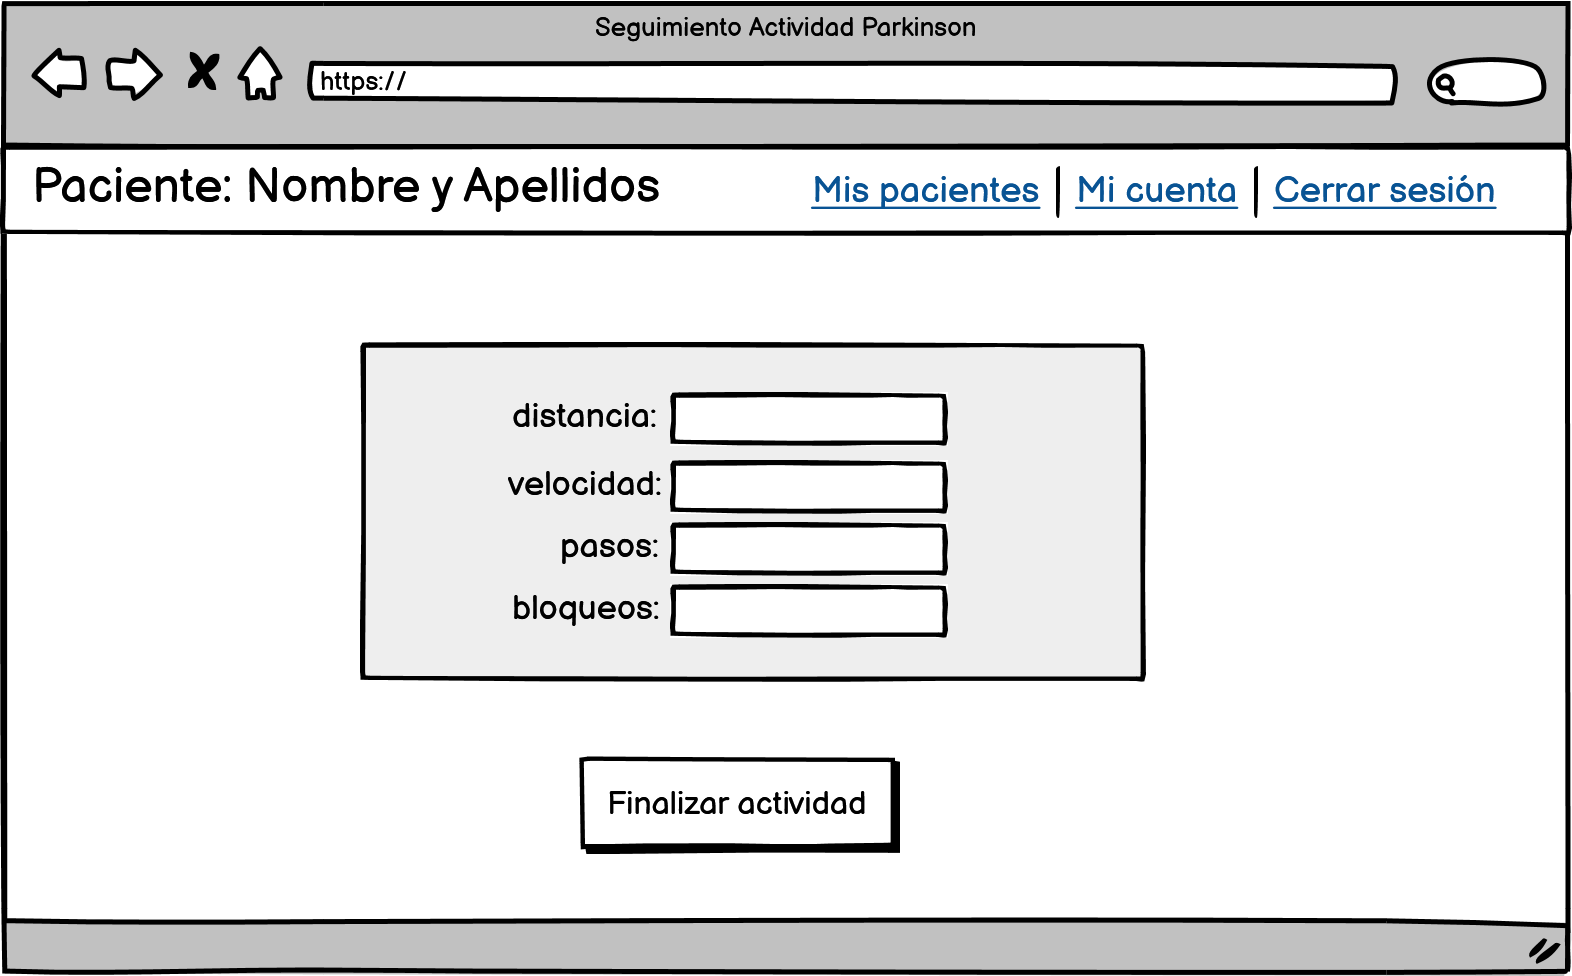 Seguimiento Actividad Parkinson
https://
Paciente: Nombre y Apellidos
Mis pacientes | Mi cuenta | Cerrar sesión
distancia:
velocidad:
pasos:
bloqueos:
Finalizar actividad